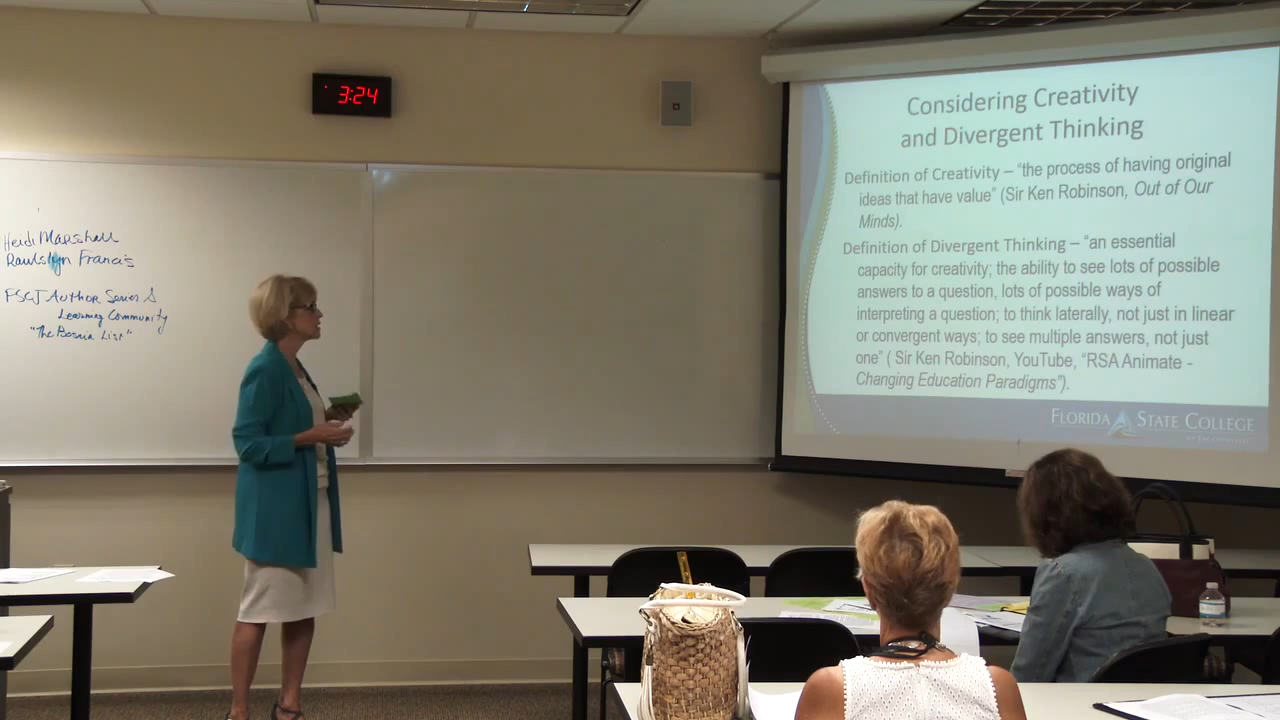 3:24
Heidi Marshall
Francis
FSCJ Author Series &
Learning Community
"The Bosnia List"
Considering Creativity
and Divergent Thinking
Definition of Creativity – "the process of having original
ideas that have value" (Sir Ken Robinson, Out of Our
Minds).
Definition of Divergent Thinking – "an essential
capacity for creativity; the ability to see lots of possible
answers to a question, lots of possible ways of
interpreting a question; to think laterally, not just in linear
or convergent ways; to see multiple answers, not just
one" ( Sir Ken Robinson, YouTube, "RSA Animate -
Changing Education Paradigms").
FLORIDA STATE COLLEGE